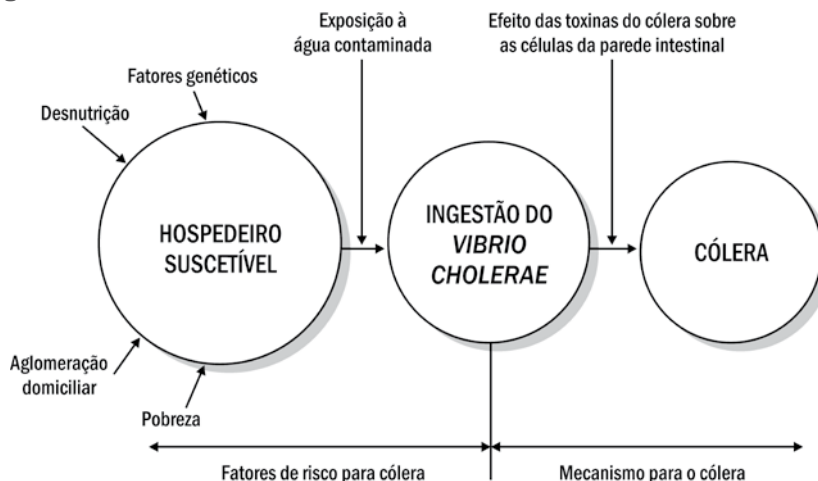 Exposição à
água contaminada
Efeito das toxinas do cólera sobre
as células da parede intestinal
Fatores genéticos
Desnutrição
HOSPEDEIRO
SUSCETÍVEL
INGESTÃO DO
VIBRIO
CHOLERAE
CÓLERA
Aglomeração
domiciliar
Pobreza
Fatores de risco para cólera
Mecanismo para o cólera